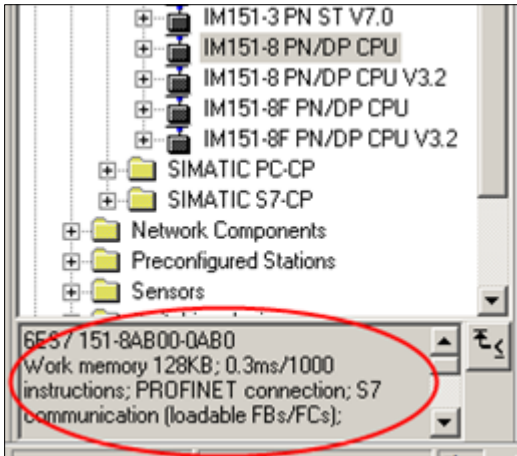 IM151-3 PN ST V7.0
IM151-8 PN/DP CPU
IM151-8 PN/DP CPU V3.2
IM151-8F PN/DP CPU
IM151-8F PN/DP CPU V3.2
SIMATIC PC-CP
SIMATIC S7-CP
Network Components
Preconfigured Stations
Sensors
6ES7 151-8AB00-0AB0
Work memory 128KB; 0.3ms/1000
instructions; PROFINET connection; S7
communication (loadable FBs/FCs);